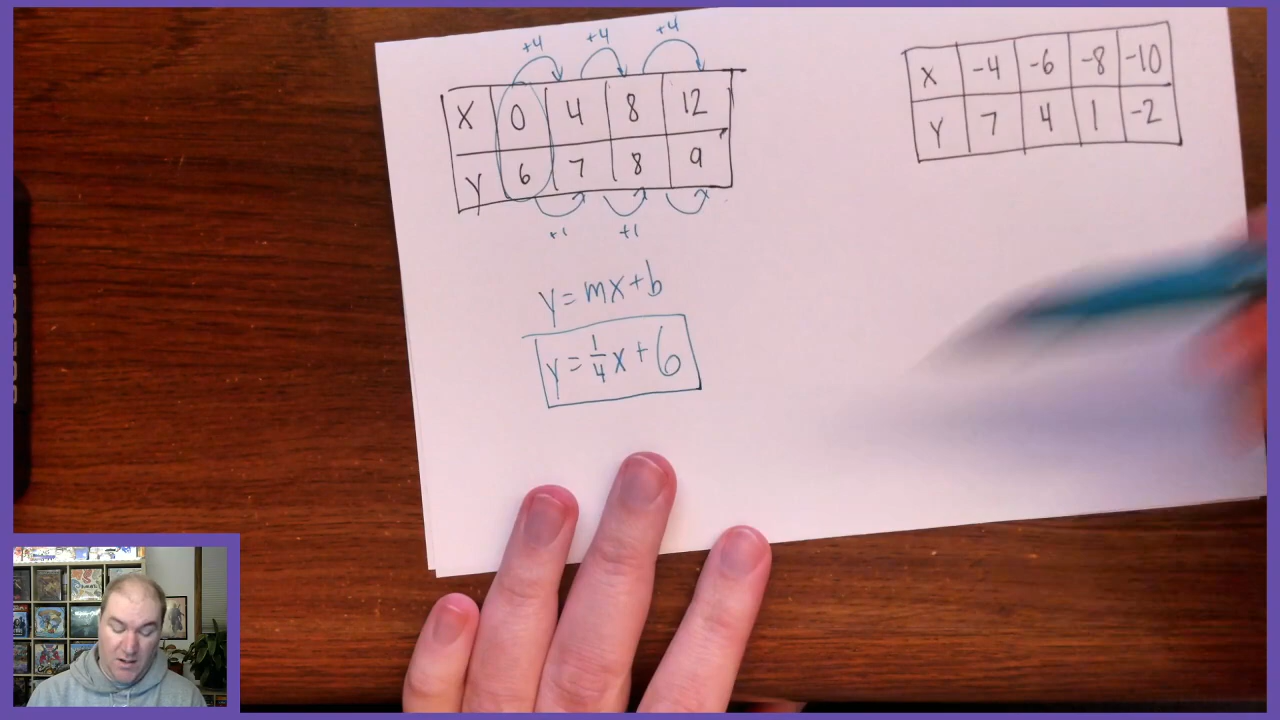 +4 +4 +4
X 0 4 8 12
Y 6 7 8 9
+1 +1
y = mx + b
y = 1/4 x + 6
X -4 -6 -8 -10
Y 7 4 1 -2